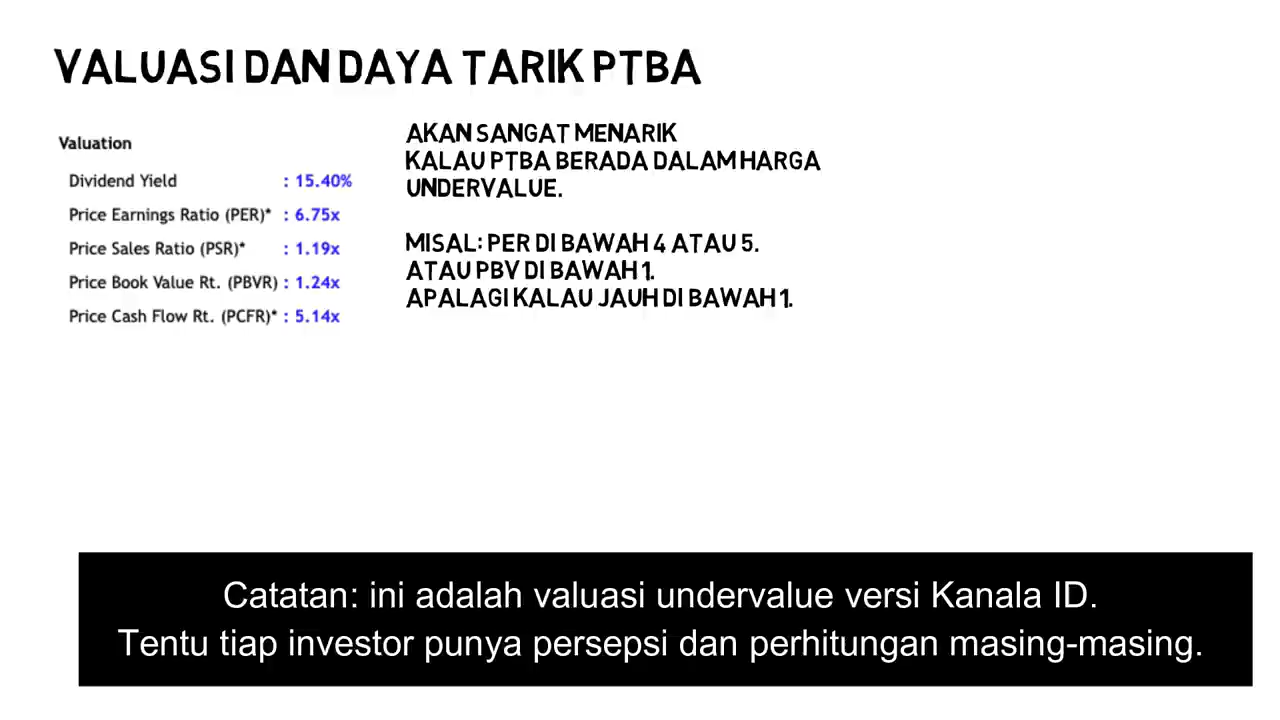 VALUASI DAN DAYA TARIK PTBA
Valuation
Dividend Yield : 15.40%
Price Earnings Ratio (PER)* : 6.75x
Price Sales Ratio (PSR)* : 1.19x
Price Book Value Rt. (PBVR) : 1.24x
Price Cash Flow Rt. (PCFR)* : 5.14x
AKAN SANGAT MENARIK
KALAU PTBA BERADA DALAM HARGA
UNDERVALUE.
MISAL: PER DI BAWAH 4 ATAU 5.
ATAU PBV DI BAWAH 1.
APALAGI KALAU JAUH DI BAWAH 1.
Catatan: ini adalah valuasi undervalue versi Kanala ID.
Tentu tiap investor punya persepsi dan perhitungan masing-masing.